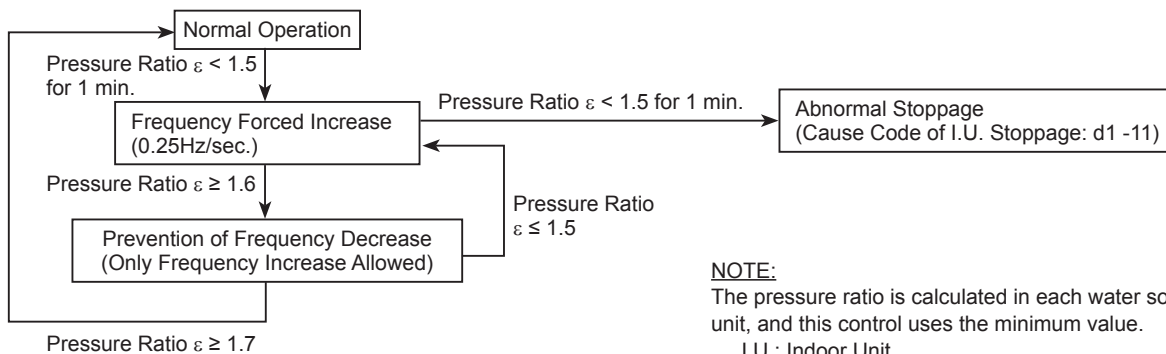 Normal Operation
Pressure Ratio ε < 1.5
for 1 min.
Frequency Forced Increase
(0.25Hz/sec.)
Pressure Ratio ε < 1.5 for 1 min.
Abnormal Stoppage
(Cause Code of I.U. Stoppage: d1 -11)
Pressure Ratio ε ≥ 1.6
Pressure Ratio
ε ≤ 1.5
Prevention of Frequency Decrease
(Only Frequency Increase Allowed)
Pressure Ratio ε ≥ 1.7
NOTE:
The pressure ratio is calculated in each water
unit, and this control uses the minimum value.
I.U.: Indoor Unit